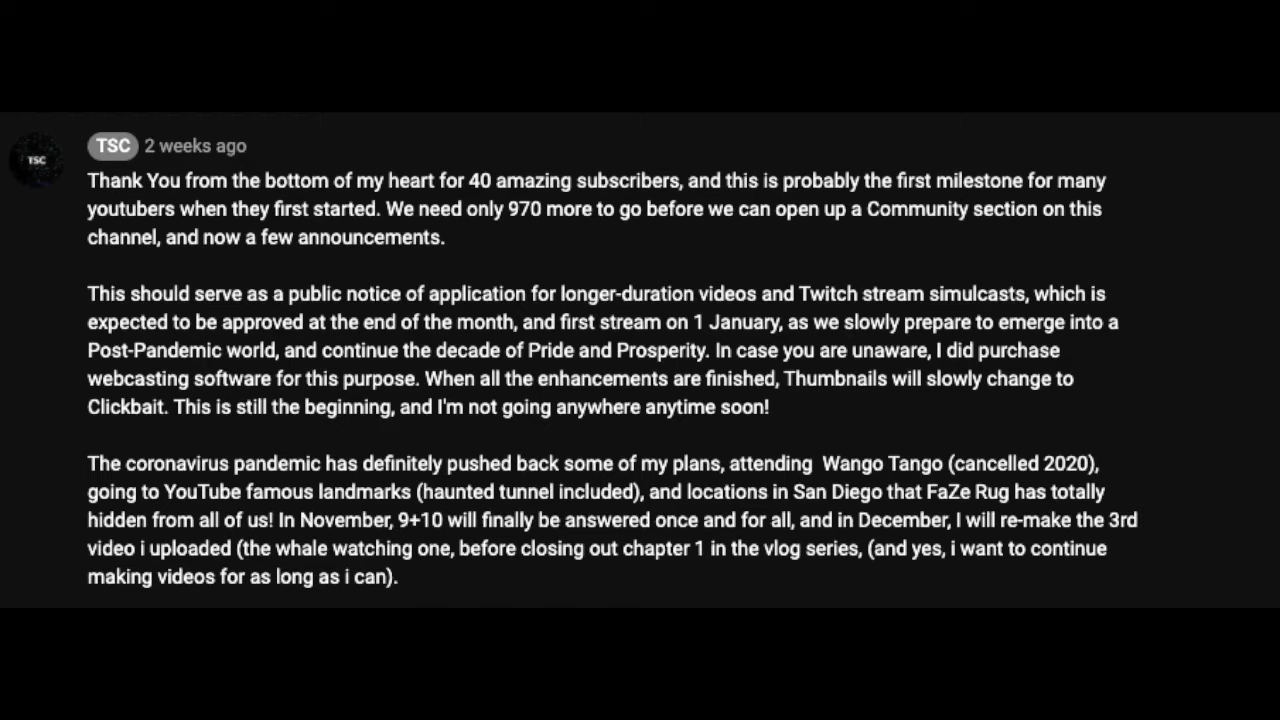 TSC
TSC 2 weeks ago
Thank You from the bottom of my heart for 40 amazing subscribers, and this is probably the first milestone for many
youtubers when they first started. We need only 970 more to go before we can open up a Community section on this
channel, and now a few announcements.
This should serve as a public notice of application for longer-duration videos and Twitch stream simulcasts, which is
expected to be approved at the end of the month, and first stream on 1 January, as we slowly prepare to emerge into a
Post-Pandemic world, and continue the decade of Pride and Prosperity. In case you are unaware, I did purchase
webcasting software for this purpose. When all the enhancements are finished, Thumbnails will slowly change to
Clickbait. This is still the beginning, and I'm not going anywhere anytime soon!
The coronavirus pandemic has definitely pushed back some of my plans, attending  Wango Tango (cancelled 2020),
going to YouTube famous landmarks (haunted tunnel included), and locations in San Diego that FaZe Rug has totally
hidden from all of us! In November, 9+10 will finally be answered once and for all, and in December, I will re-make the 3rd
video i uploaded (the whale watching one, before closing out chapter 1 in the vlog series, (and yes, i want to continue
making videos for as long as i can).